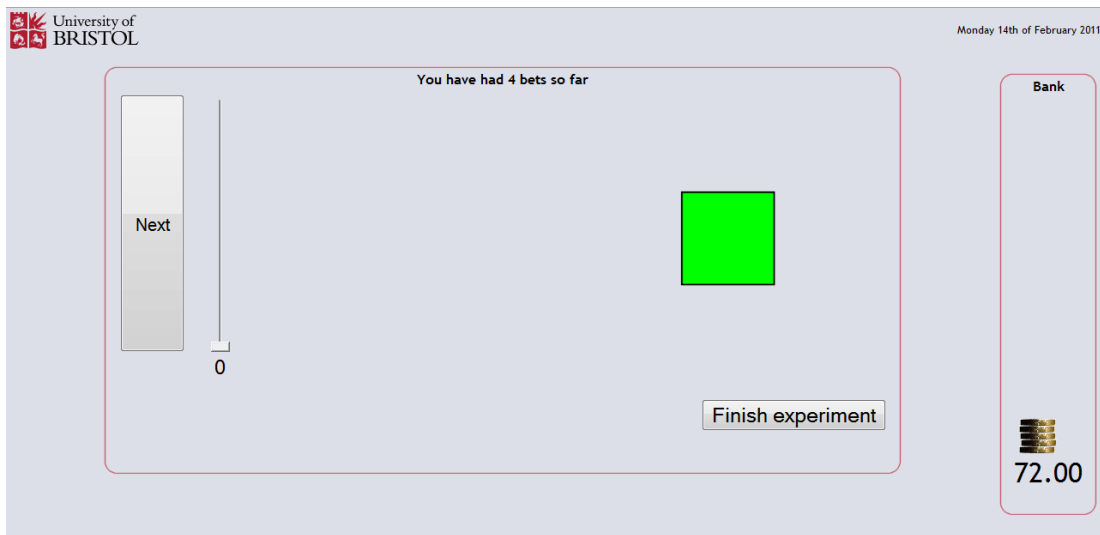 University of
BRISTOL
Monday 14th of February 2011
You have had 4 bets so far
Bank
Next
0
Finish experiment
72.00